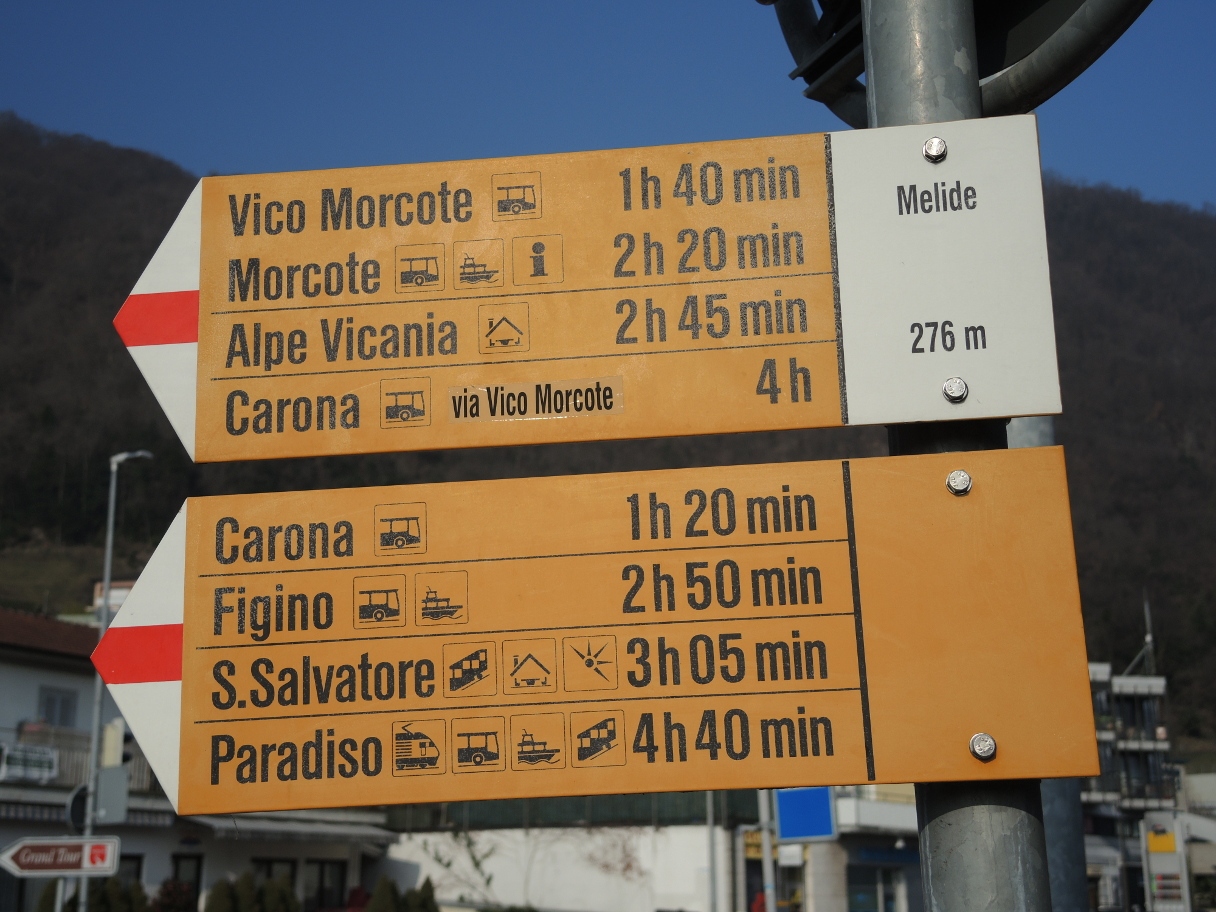 Vico Morcote 1h 40 min
Morcote i 2h 20 min
Alpe Vicania 2h 45 min
Carona via Vico Morcote 4h
Melide
276 m
Carona 1h 20 min
Figino 2h 50 min
S.Salvatore 3h 05 min
Paradiso 4h 40 min
Grand Tour